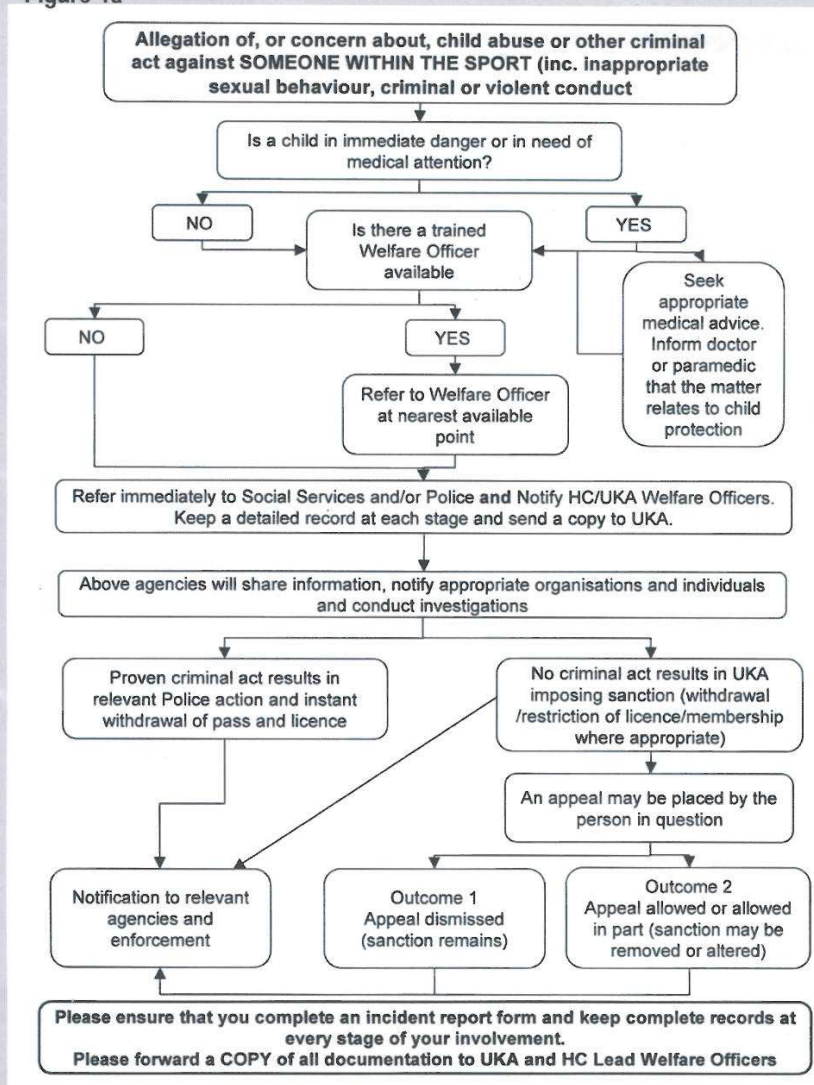 Allegation of, or concern about, child abuse or other criminal
act against SOMEONE WITHIN THE SPORT (inc. inappropriate
sexual behaviour, criminal or violent conduct
Is a child in immediate danger or in need of
medical attention?
NO
YES
Is there a trained
Welfare Officer
available
Seek
appropriate
medical advice.
Inform doctor
or paramedic
that the matter
relates to child
protection
NO
YES
Refer to Welfare Officer
at nearest available
point
Refer immediately to Social Services and/or Police and Notify HC/UKA Welfare Officers.
Keep a detailed record at each stage and send a copy to UKA.
Above agencies will share information, notify appropriate organisations and individuals
and conduct investigations
Proven criminal act results in
relevant Police action and instant
withdrawal of pass and licence
No criminal act results in UKA
imposing sanction (withdrawal
/restriction of licence/membership
where appropriate)
An appeal may be placed by the
person in question
Notification to relevant
agencies and
enforcement
Outcome 1
Appeal dismissed
(sanction remains)
Outcome 2
Appeal allowed or allowed
in part (sanction may be
removed or altered)
Please ensure that you complete an incident report form and keep complete records at
every stage of your involvement.
Please forward a COPY of all documentation to UKA and HC Lead Welfare Officers